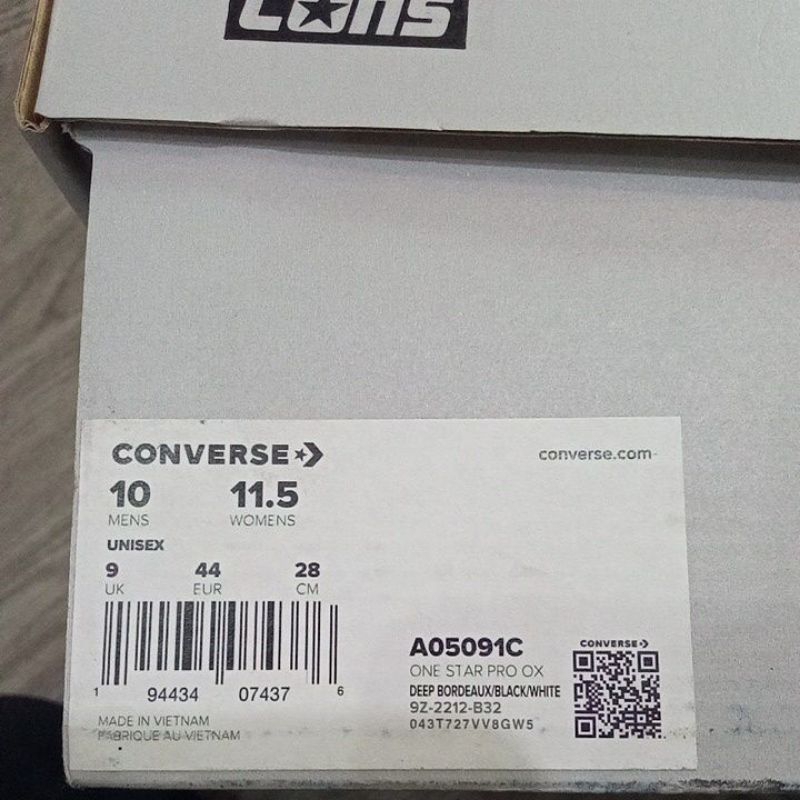 cons
CONVERSE
converse.com
10 11.5
MENS WOMENS
UNISEX
9 44 28
UK EUR CM
1 94434 07437 6
CONVERSE
A05091C
ONE STAR PRO OX
DEEP BORDEAUX/BLACK/WHITE
9Z-2212-B32
043T727VV8GW5
MADE IN VIETNAM
FABRIQUE AU VIETNAM